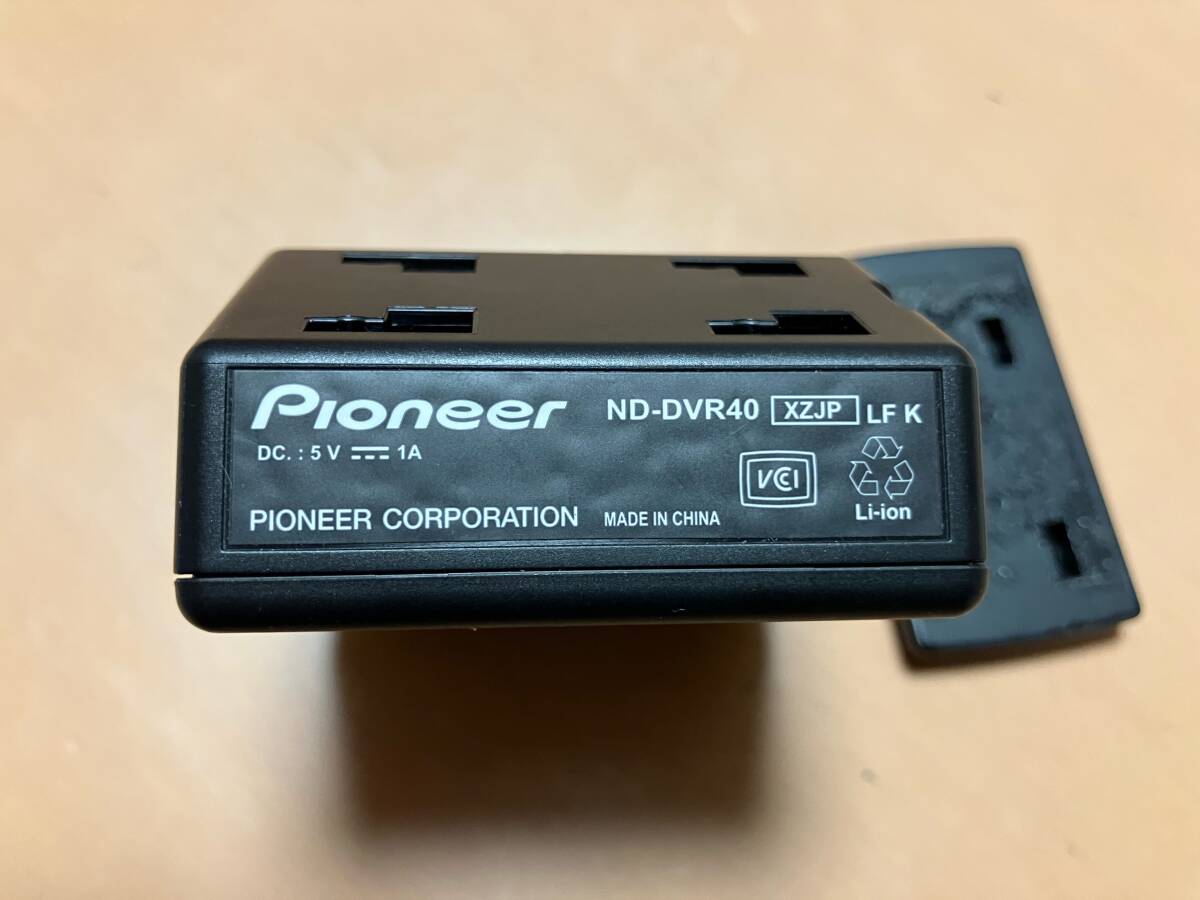 Pioneer ND-DVR40 XZJP LF K
DC. : 5 V ⎓ 1A
VCI
Li-ion
PIONEER CORPORATION MADE IN CHINA